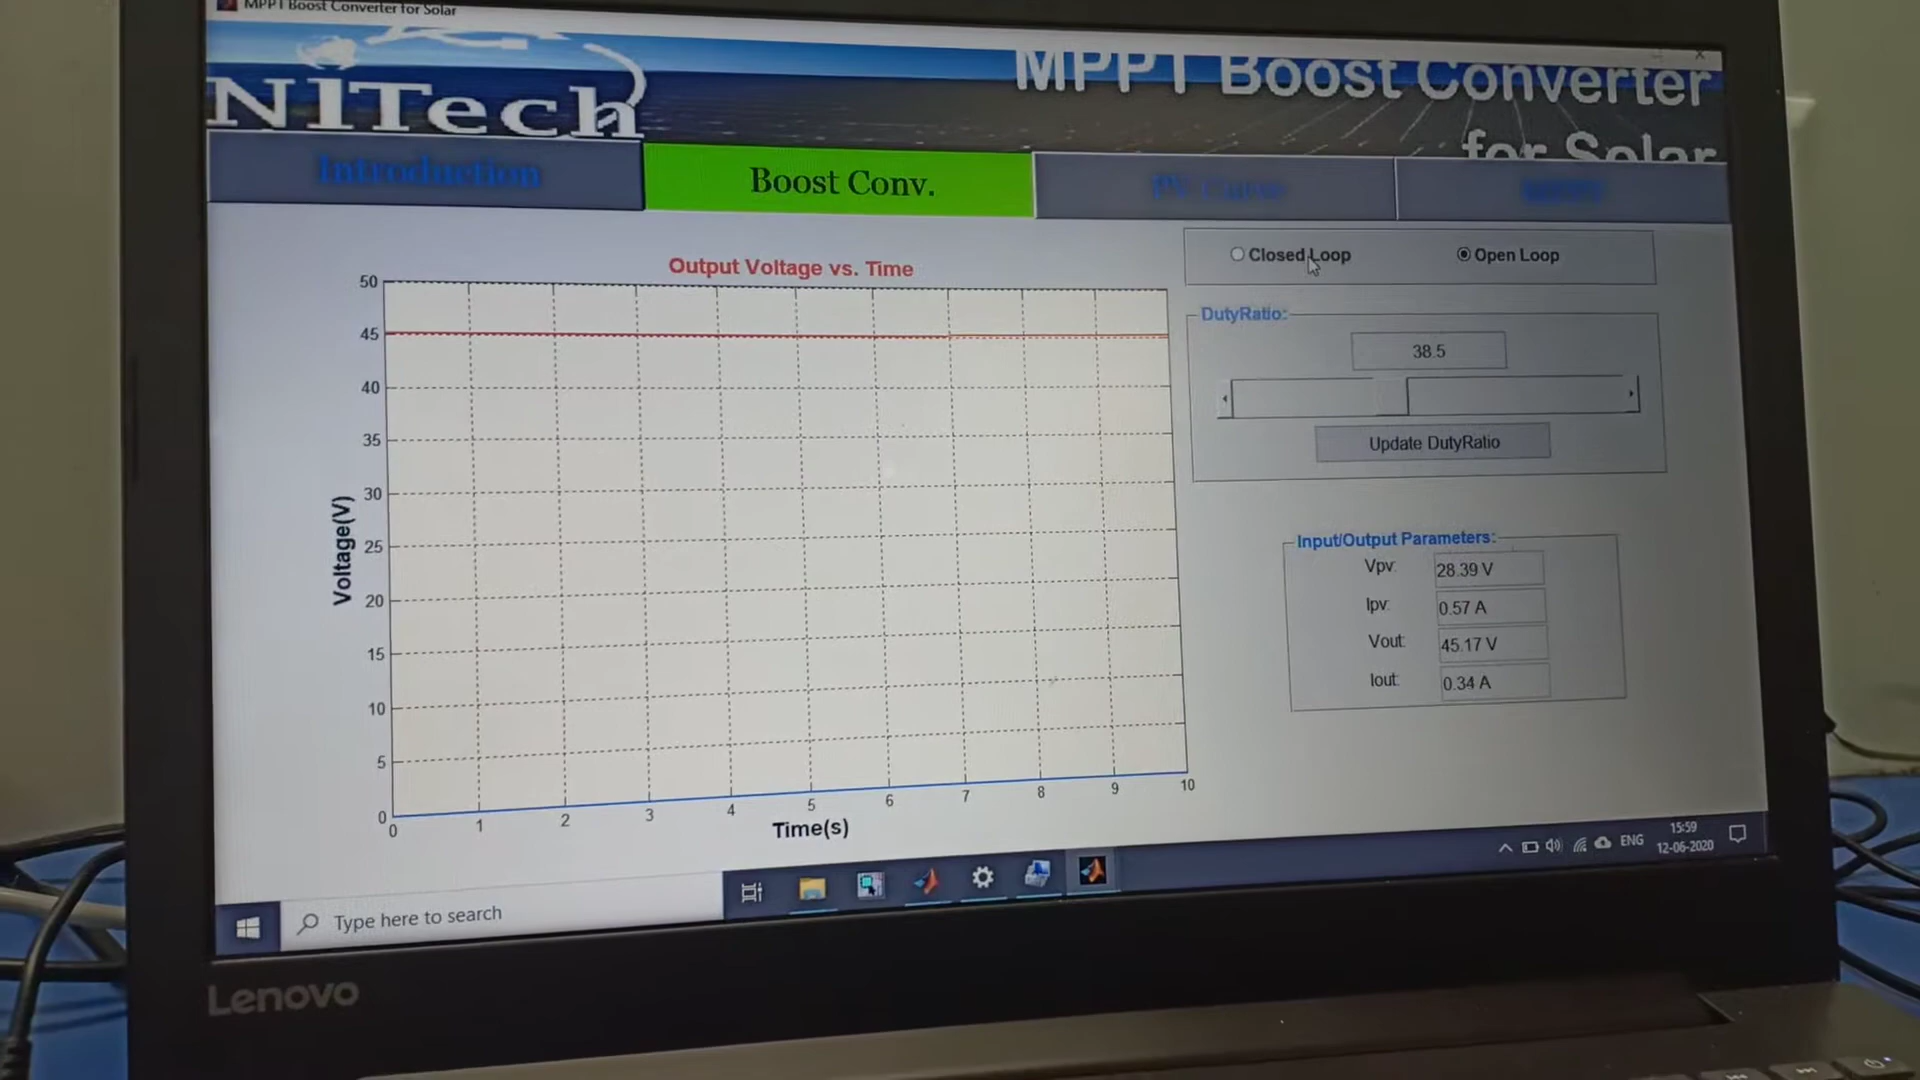 MPPT Boost Converter for Solar
NITech
MPPT Boost Converter
for Solar
Introduction
Boost Conv.
PV Curve
Closed Loop
Open Loop
DutyRatio:
38.5
Update DutyRatio
Input/Output Parameters:
Vpv:
28.39 V
Ipv:
0.57 A
Vout:
45.17 V
Iout:
0.34 A
Output Voltage vs. Time
50
45
40
35
30
25
20
15
10
5
0
Voltage(V)
0
1
2
3
4
5
6
7
8
9
10
Time(s)
Type here to search
ENG
15:59
12-06-2020
Lenovo